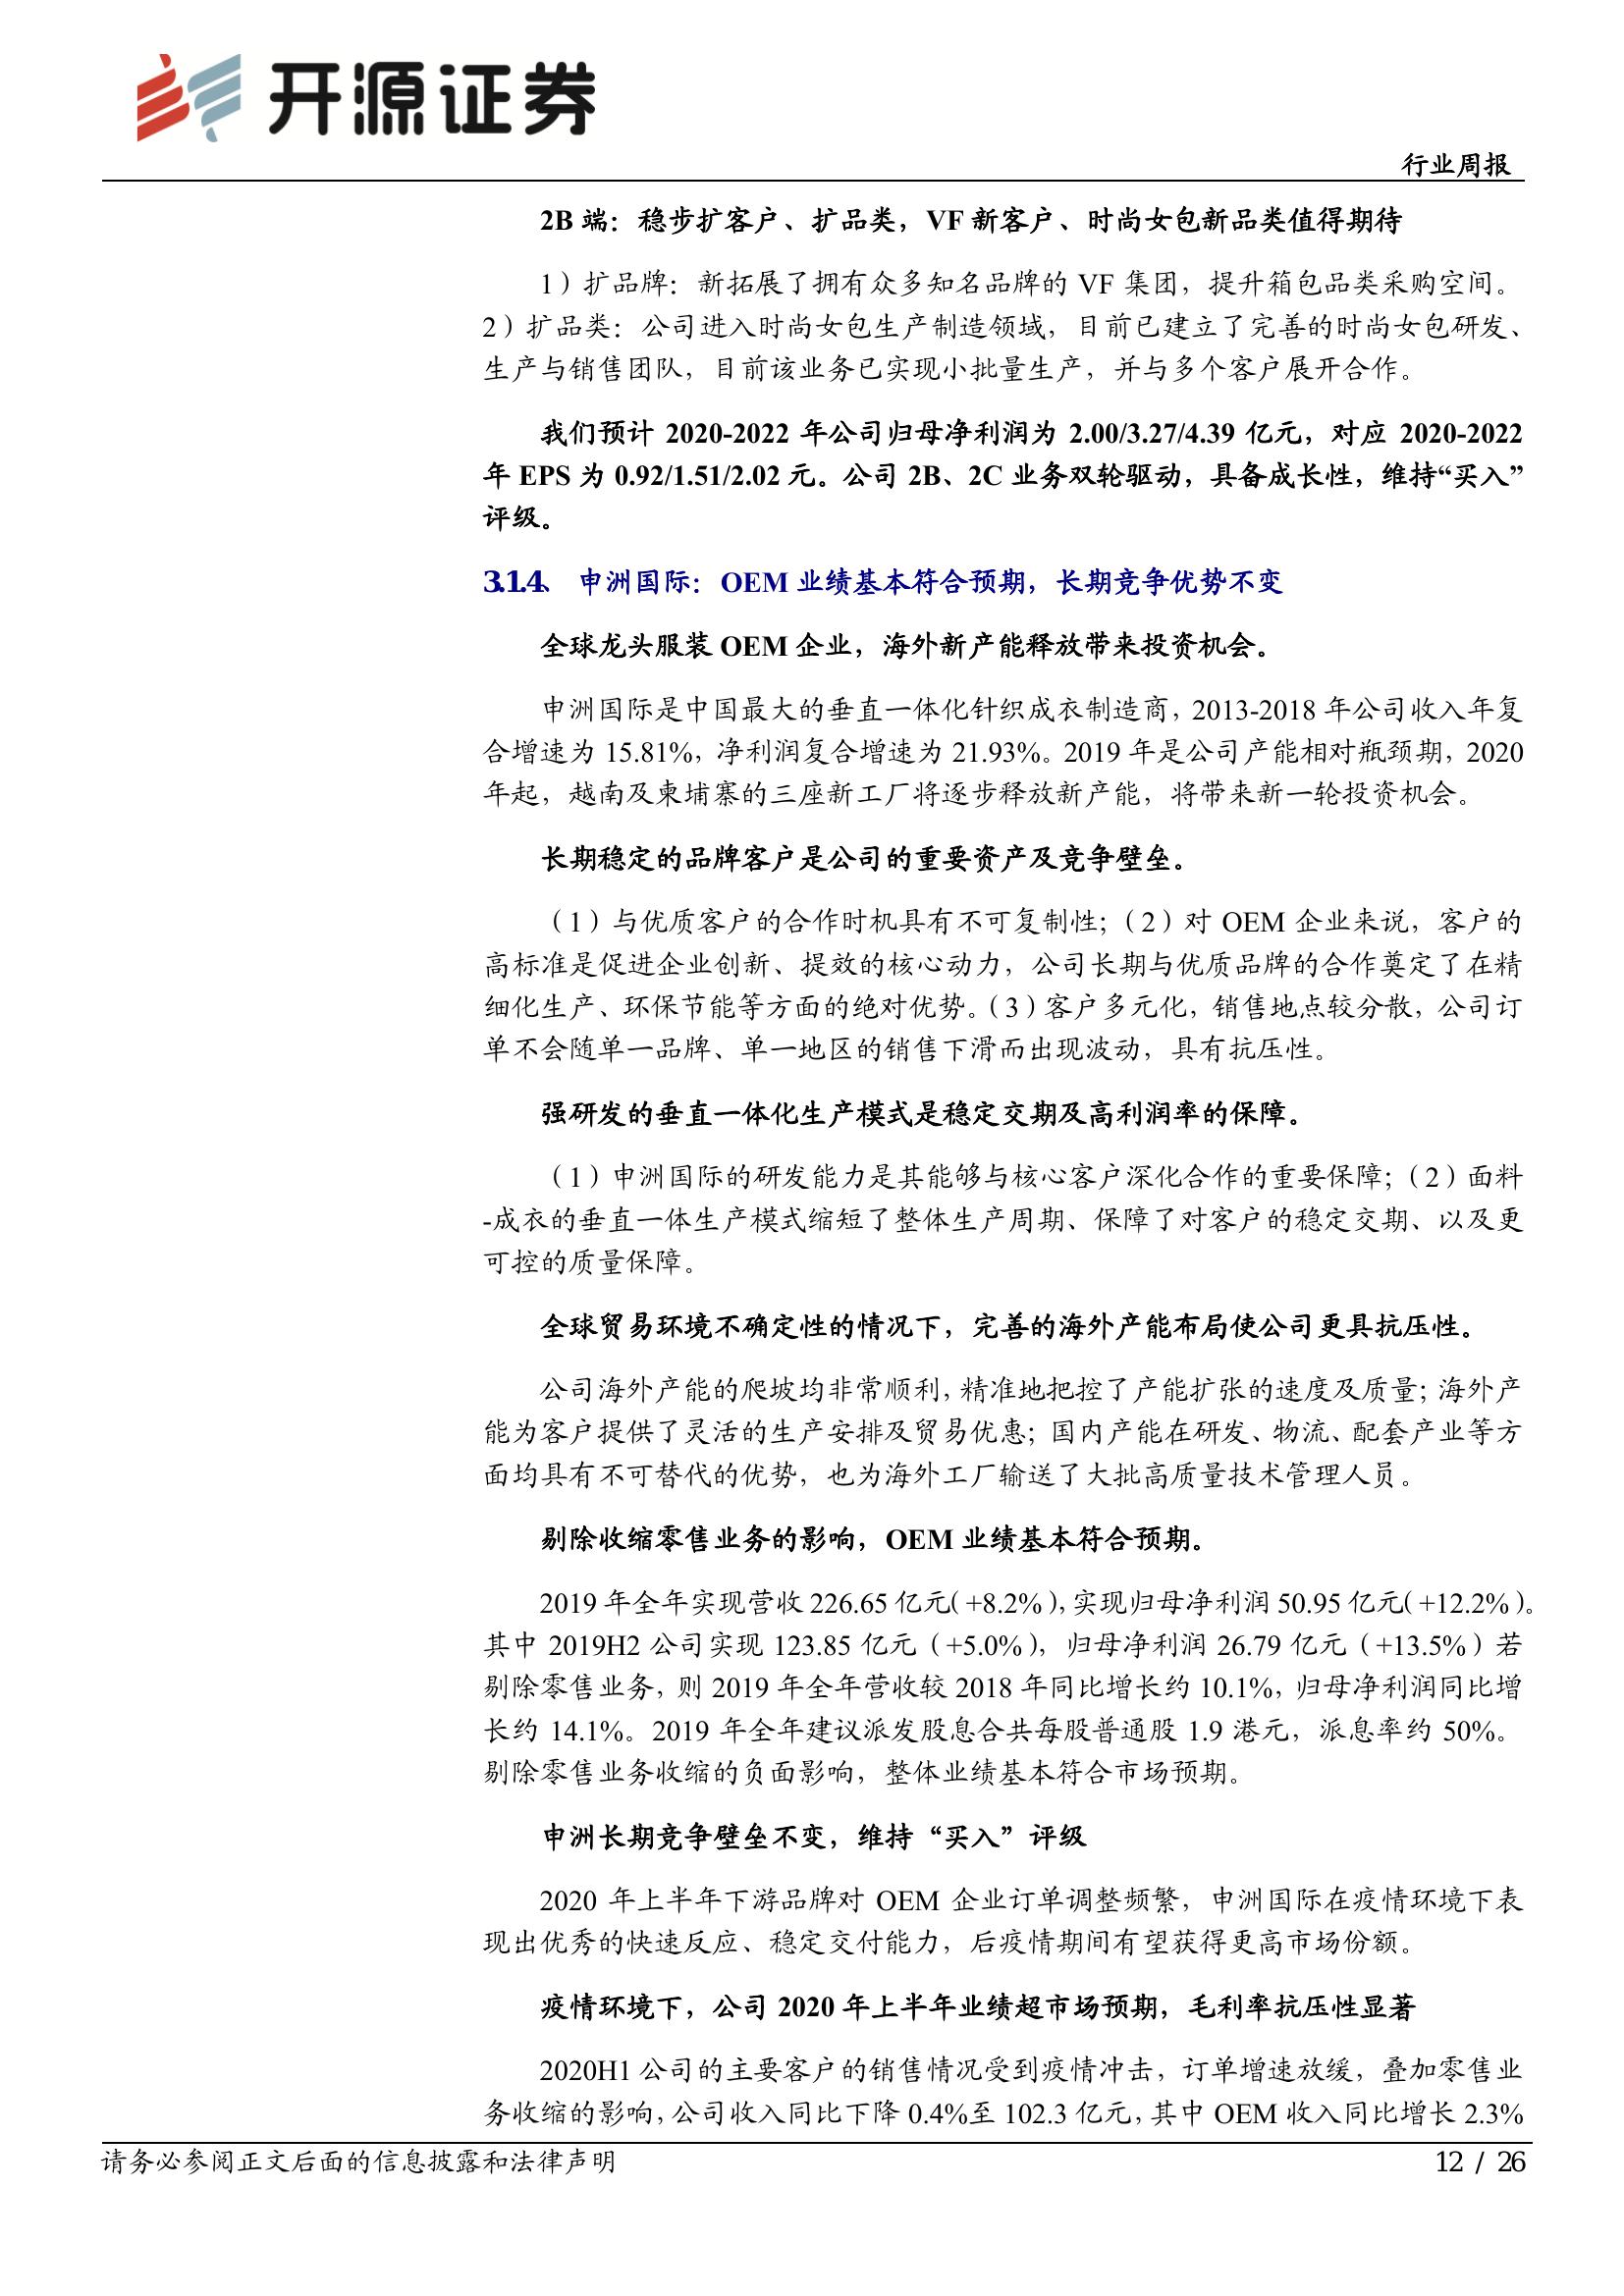 开源证券
行业周报
2B 端：稳步扩客户、扩品类，VF 新客户、时尚女包新品类值得期待
1）扩品牌：新拓展了拥有众多知名品牌的 VF 集团，提升箱包品类采购空间。
2）扩品类：公司进入时尚女包生产制造领域，目前已建立了完善的时尚女包研发、
生产与销售团队，目前该业务已实现小批量生产，并与多个客户展开合作。
我们预计 2020-2022 年公司归母净利润为 2.00/3.27/4.39 亿元，对应 2020-2022
年 EPS 为 0.92/1.51/2.02 元。公司 2B、2C 业务双轮驱动，具备成长性，维持“买入”
评级。
3.1.4、 申洲国际：OEM 业绩基本符合预期，长期竞争优势不变
全球龙头服装 OEM 企业，海外新产能释放带来投资机会。
申洲国际是中国最大的垂直一体化针织成衣制造商，2013-2018 年公司收入年复
合增速为 15.81%，净利润复合增速为 21.93%。2019 年是公司产能相对瓶颈期，2020
年起，越南及柬埔寨的三座新工厂将逐步释放新产能，将带来新一轮投资机会。
长期稳定的品牌客户是公司的重要资产及竞争壁垒。
（1）与优质客户的合作时机具有不可复制性；（2）对 OEM 企业来说，客户的
高标准是促进企业创新、提效的核心动力，公司长期与优质品牌的合作奠定了在精
细化生产、环保节能等方面的绝对优势。（3）客户多元化，销售地点较分散，公司订
单不会随单一品牌、单一地区的销售下滑而出现波动，具有抗压性。
强研发的垂直一体化生产模式是稳定交期及高利润率的保障。
（1）申洲国际的研发能力是其能够与核心客户深化合作的重要保障；（2）面料
-成衣的垂直一体生产模式缩短了整体生产周期、保障了对客户的稳定交期、以及更
可控的质量保障。
全球贸易环境不确定性的情况下，完善的海外产能布局使公司更具抗压性。
公司海外产能的爬坡均非常顺利，精准地把控了产能扩张的速度及质量；海外产
能为客户提供了灵活的生产安排及贸易优惠；国内产能在研发、物流、配套产业等方
面均具有不可替代的优势，也为海外工厂输送了大批高质量技术管理人员。
剔除收缩零售业务的影响，OEM 业绩基本符合预期。
2019 年全年实现营收 226.65 亿元（+8.2%），实现归母净利润 50.95 亿元（+12.2%）。
其中 2019H2 公司实现 123.85 亿元（+5.0%），归母净利润 26.79 亿元（+13.5%）若
剔除零售业务，则 2019 年全年营收较 2018 年同比增长约 10.1%，归母净利润同比增
长约 14.1%。2019 年全年建议派发股息合共每股普通股 1.9 港元，派息率约 50%。
剔除零售业务收缩的负面影响，整体业绩基本符合市场预期。
申洲长期竞争壁垒不变，维持“买入”评级
2020 年上半年下游品牌对 OEM 企业订单调整频繁，申洲国际在疫情环境下表
现出优秀的快速反应、稳定交付能力，后疫情期间有望获得更高市场份额。
疫情环境下，公司 2020 年上半年业绩超市场预期，毛利率抗压性显著
2020H1 公司的主要客户的销售情况受到疫情冲击，订单增速放缓，叠加零售业
务收缩的影响，公司收入同比下降 0.4%至 102.3 亿元，其中 OEM 收入同比增长 2.3%
请务必参阅正文后面的信息披露和法律声明
12 / 26